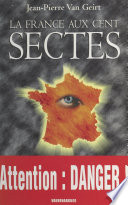 Jean-Pierre Van Geirt
LA FRANCE AUX CENT
SECTES
Attention : DANGER !